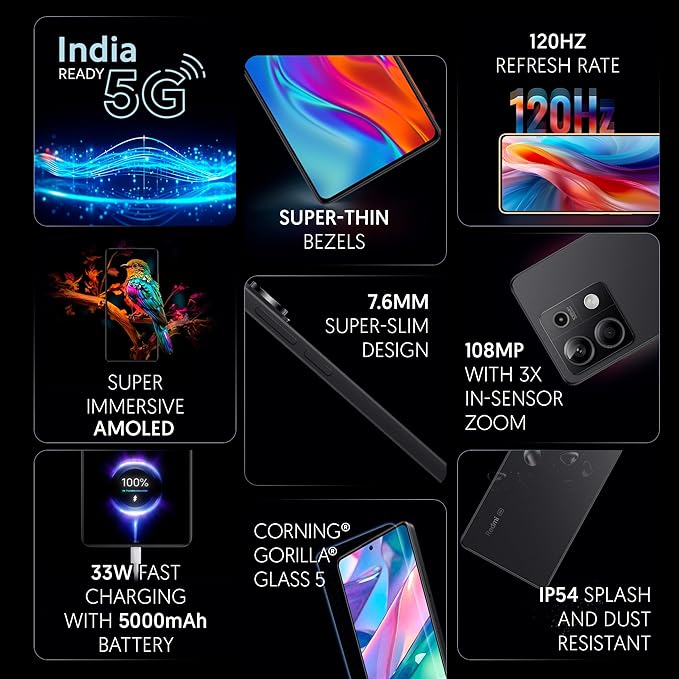 India
READY 5G
SUPER-THIN
BEZELS
120HZ
REFRESH RATE
120Hz
SUPER
IMMERSIVE
AMOLED
7.6MM
SUPER-SLIM
DESIGN
108MP
WITH 3X
IN-SENSOR
ZOOM
100%
33W FAST
CHARGING
WITH 5000mAh
BATTERY
CORNING®
GORILLA®
GLASS 5
Redmi 5G
IP54 SPLASH
AND DUST
RESISTANT